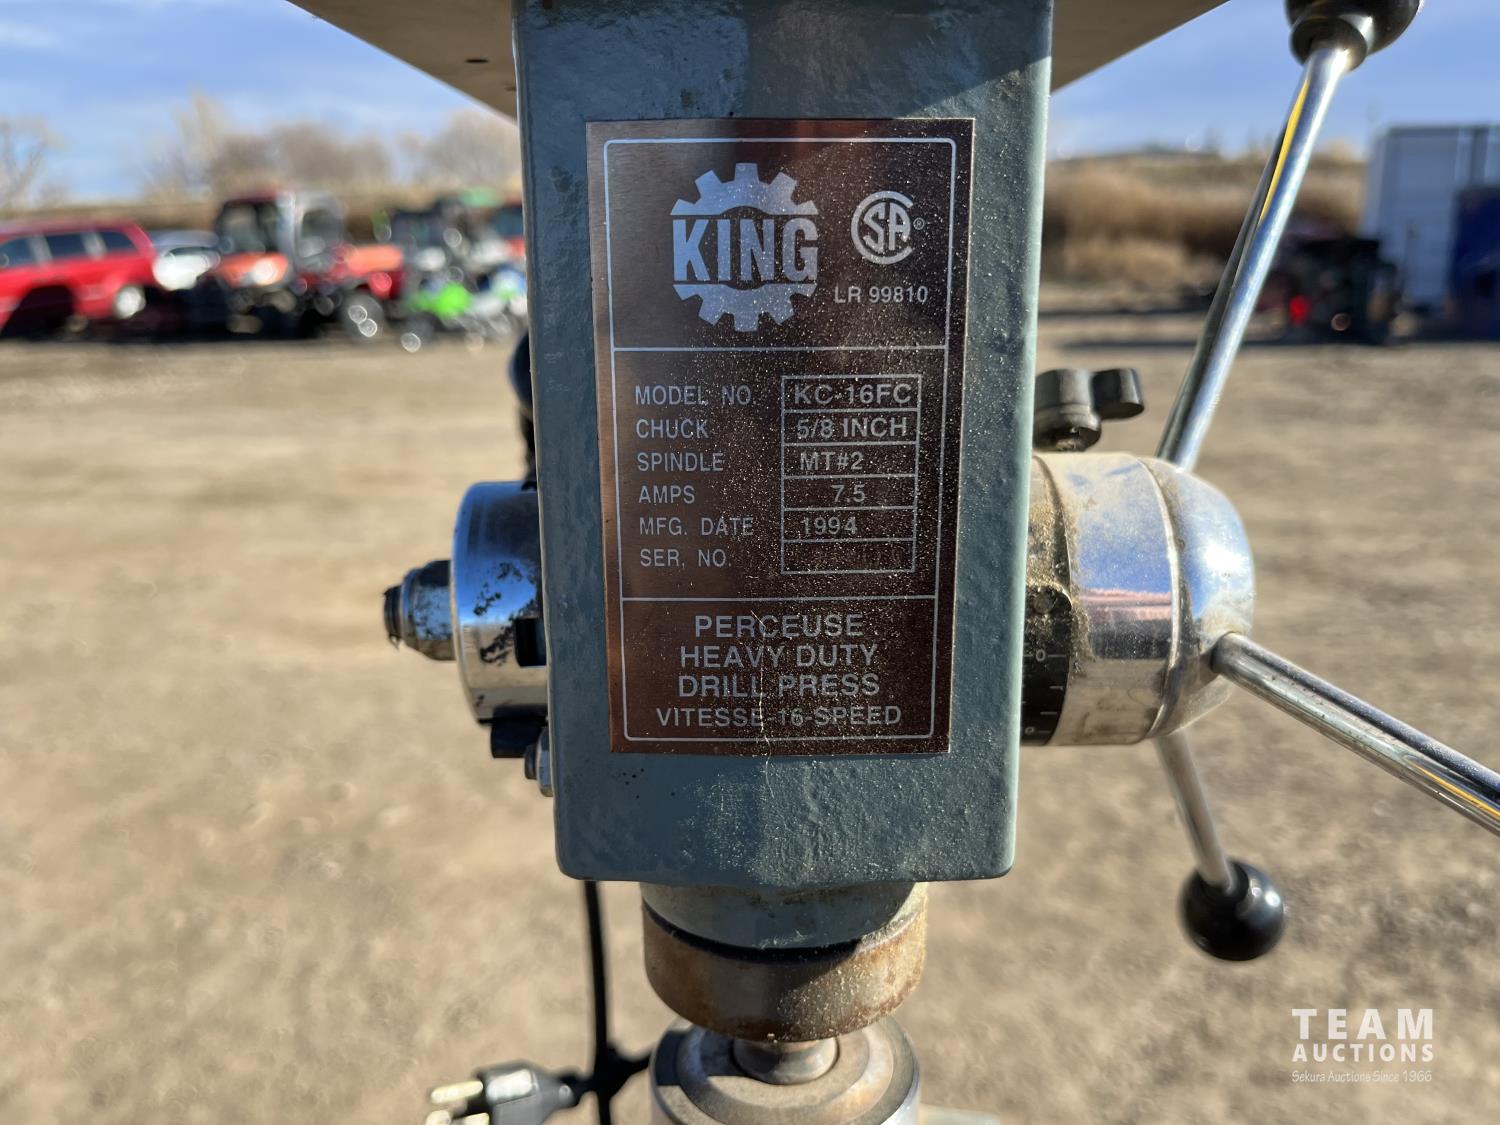 KING
SA®
LR 99810
MODEL NO. KC-16FC
CHUCK 5/8 INCH
SPINDLE MT#2
AMPS 7.5
MFG. DATE 1994
SER, NO.
PERCEUSE
HEAVY DUTY
DRILL PRESS
VITESSE-16-SPEED
TEAM
AUCTIONS
Sekura Auctions Since 1966